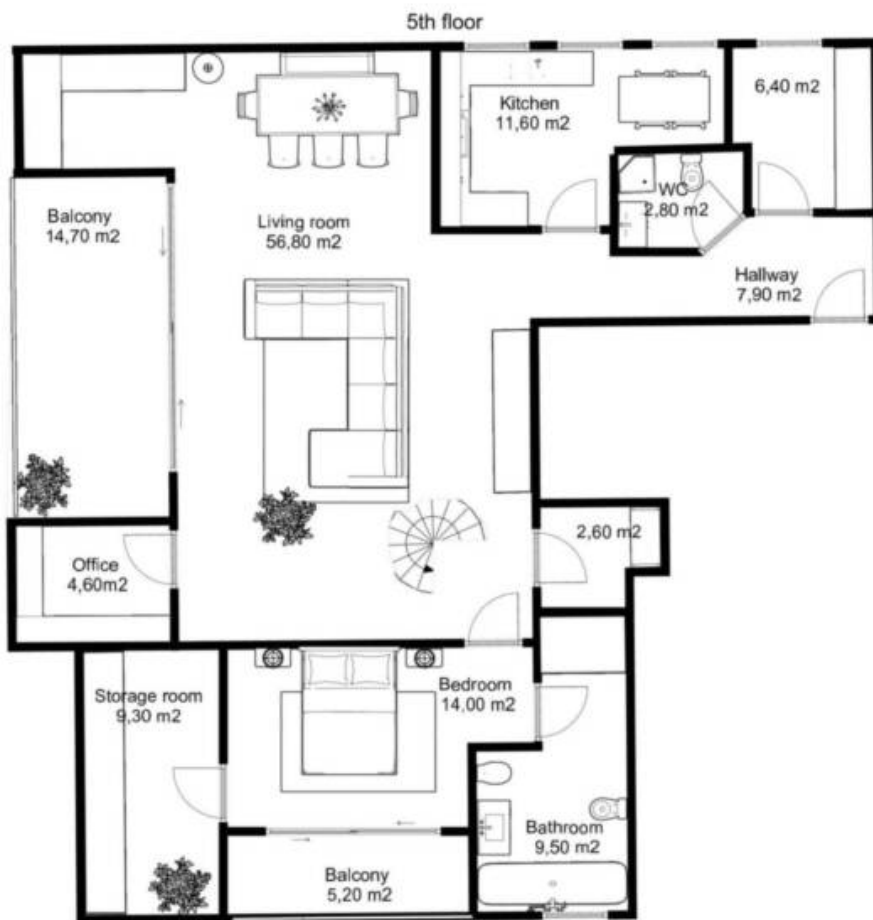 5th floor
Kitchen
11,60 m2
6,40 m2
WC
2,80 m2
Balcony
14,70 m2
Living room
56,80 m2
Hallway
7,90 m2
2,60 m2
Office
4,60m2
Storage room
9,30 m2
Bedroom
14,00 m2
Bathroom
9,50 m2
Balcony
5,20 m2